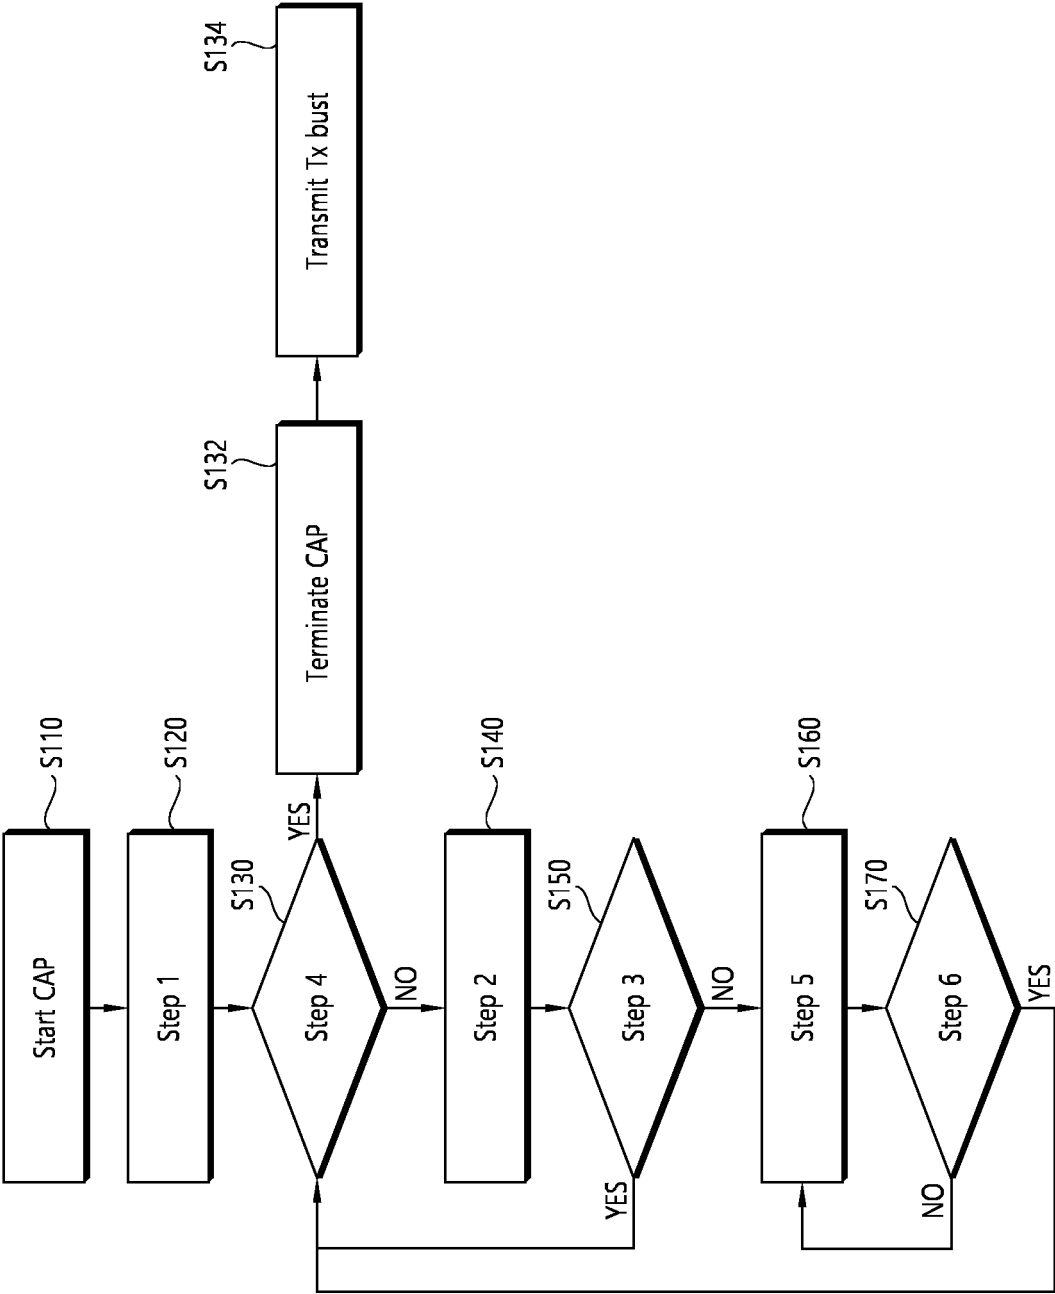 Start CAP
S110
Step 1
S120
Step 4
S130
YES
NO
Terminate CAP
S132
Transmit Tx bust
S134
Step 2
S140
Step 3
S150
YES
NO
Step 5
S160
Step 6
S170
NO
YES